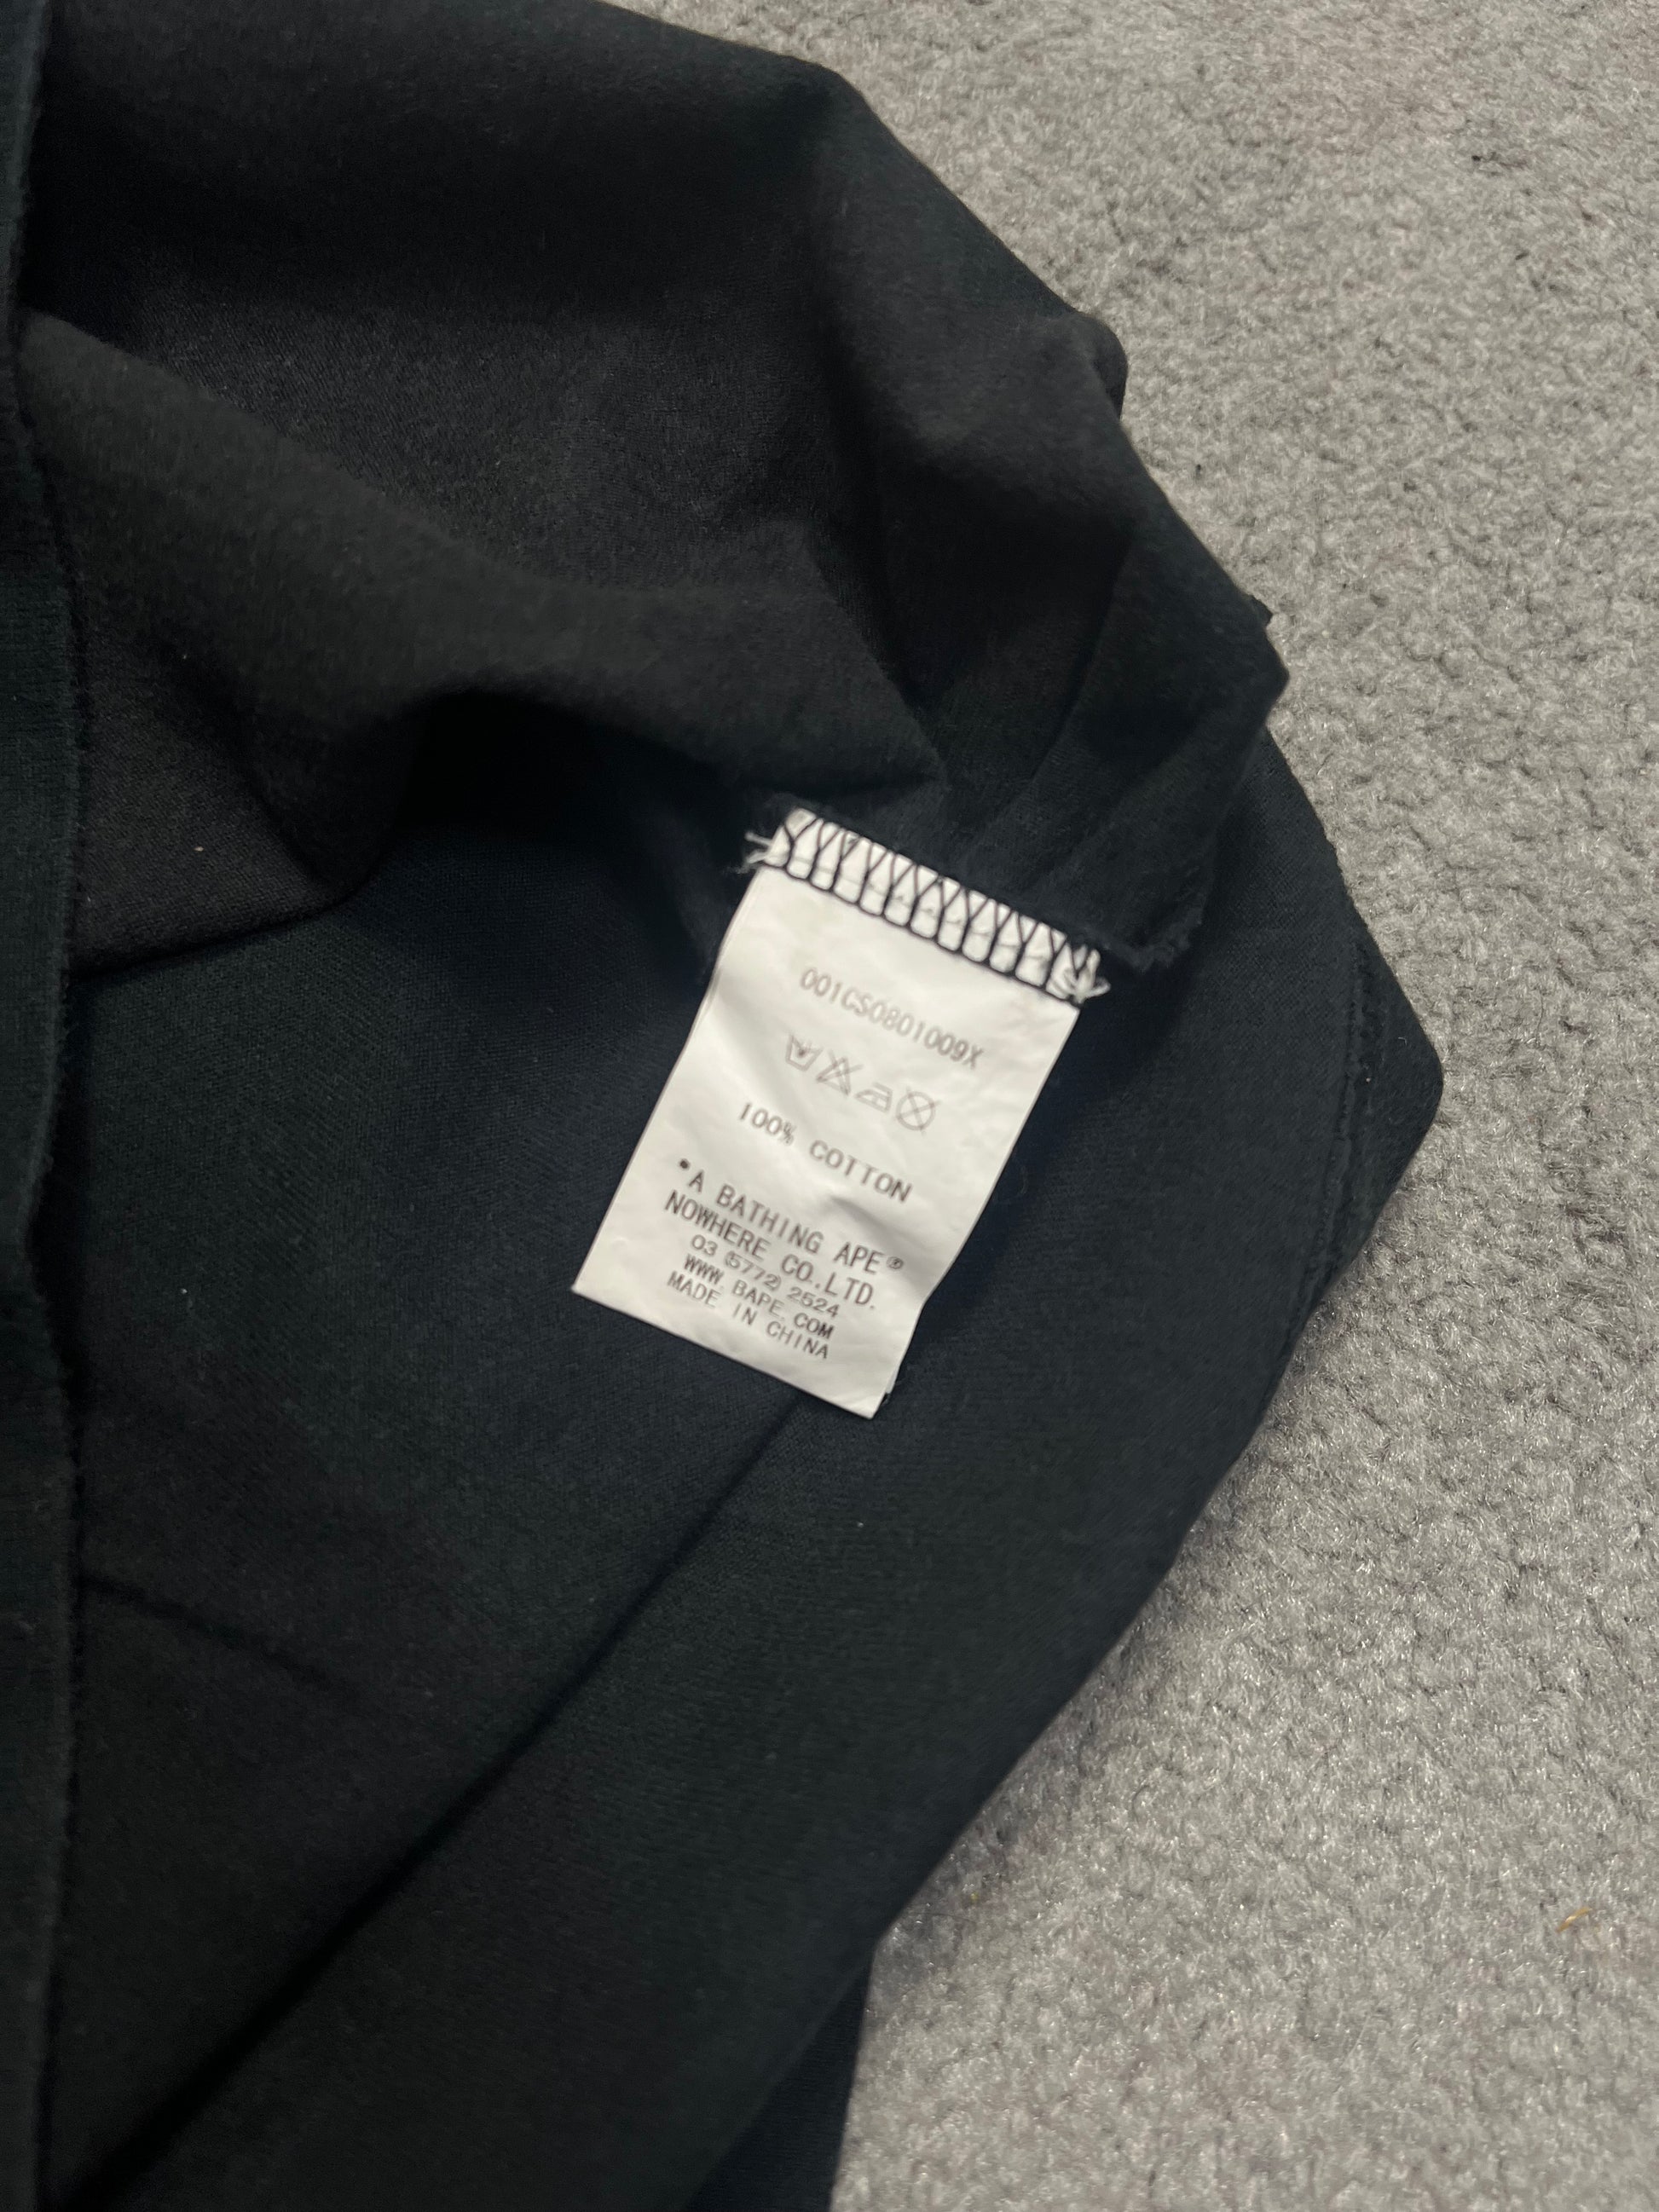 001CS0801009X
100% COTTON
•A BATHING APE®
NOWHERE CO.,LTD.
03 (5772) 2524
WWW. BAPE. COM
MADE IN CHINA